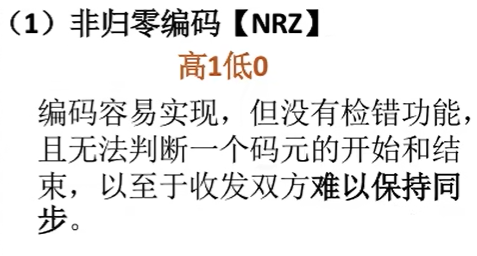 （1）非归零编码【NRZ】
高1低0
编码容易实现，但没有检错功能，
且无法判断一个码元的开始和结
束，以至于收发双方难以保持同
步。